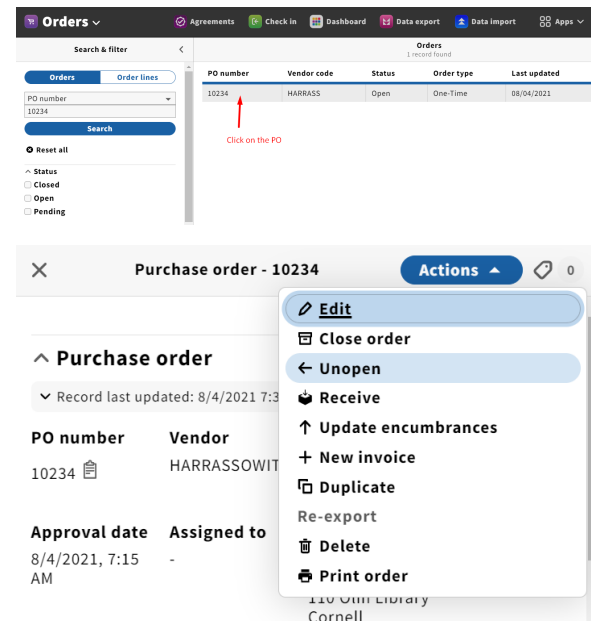 Orders Agreements Check in Dashboard Data export Data import Apps
Search & filter
Orders
1 record found
Orders Order lines
PO number Vendor code Status Order type Last updated
PO number
10234 HARRASS Open One-Time 08/04/2021
10234
Search
Click on the PO
Reset all
Status
Closed
Open
Pending
Purchase order - 10234 Actions 0
Edit
Close order
Unopen
Receive
Update encumbrances
New invoice
Duplicate
Re-export
Delete
Print order
Purchase order
Record last updated: 8/4/2021 7:3
PO number Vendor
10234 HARRASSOWIT
Approval date Assigned to
8/4/2021, 7:15 -
AM
110 Olin Library
Cornell